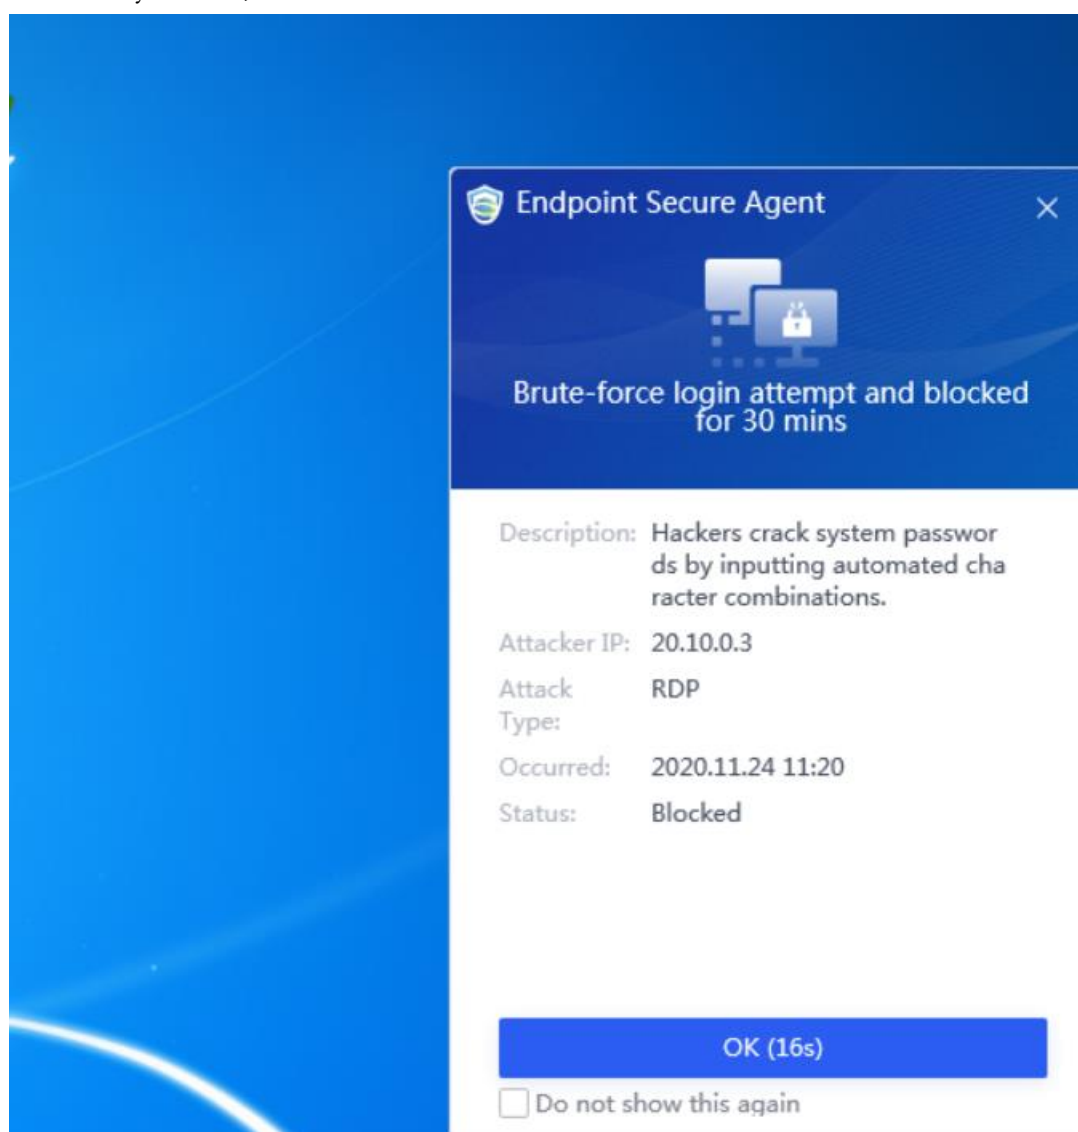 Endpoint Secure Agent
Brute-force login attempt and blocked
for 30 mins
Description: Hackers crack system passwor
ds by inputting automated cha
racter combinations.
Attacker IP: 20.10.0.3
Attack RDP
Type:
Occurred: 2020.11.24 11:20
Status: Blocked
OK (16s)
Do not show this again